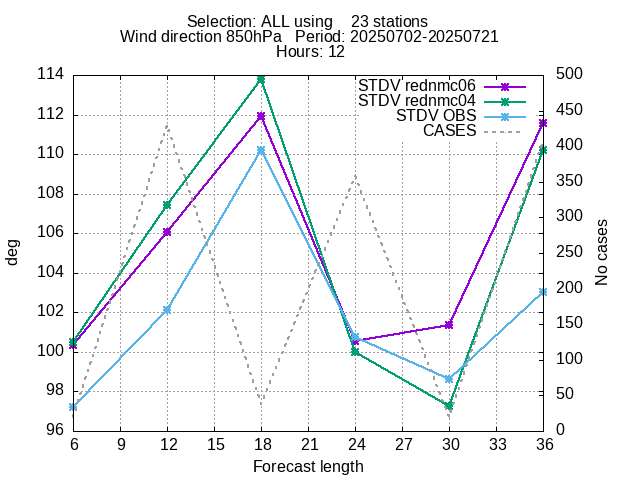 Selection: ALL using    23 stations
Wind direction 850hPa   Period: 20250702-20250721
Hours: 12
114
112
110
108
106
104
102
100
98
96
deg
STDV rednmc06
STDV rednmc04
STDV OBS
CASES
500
450
400
350
300
250
200
150
100
50
0
No cases
6 9 12 15 18 21 24 27 30 33 36
Forecast length